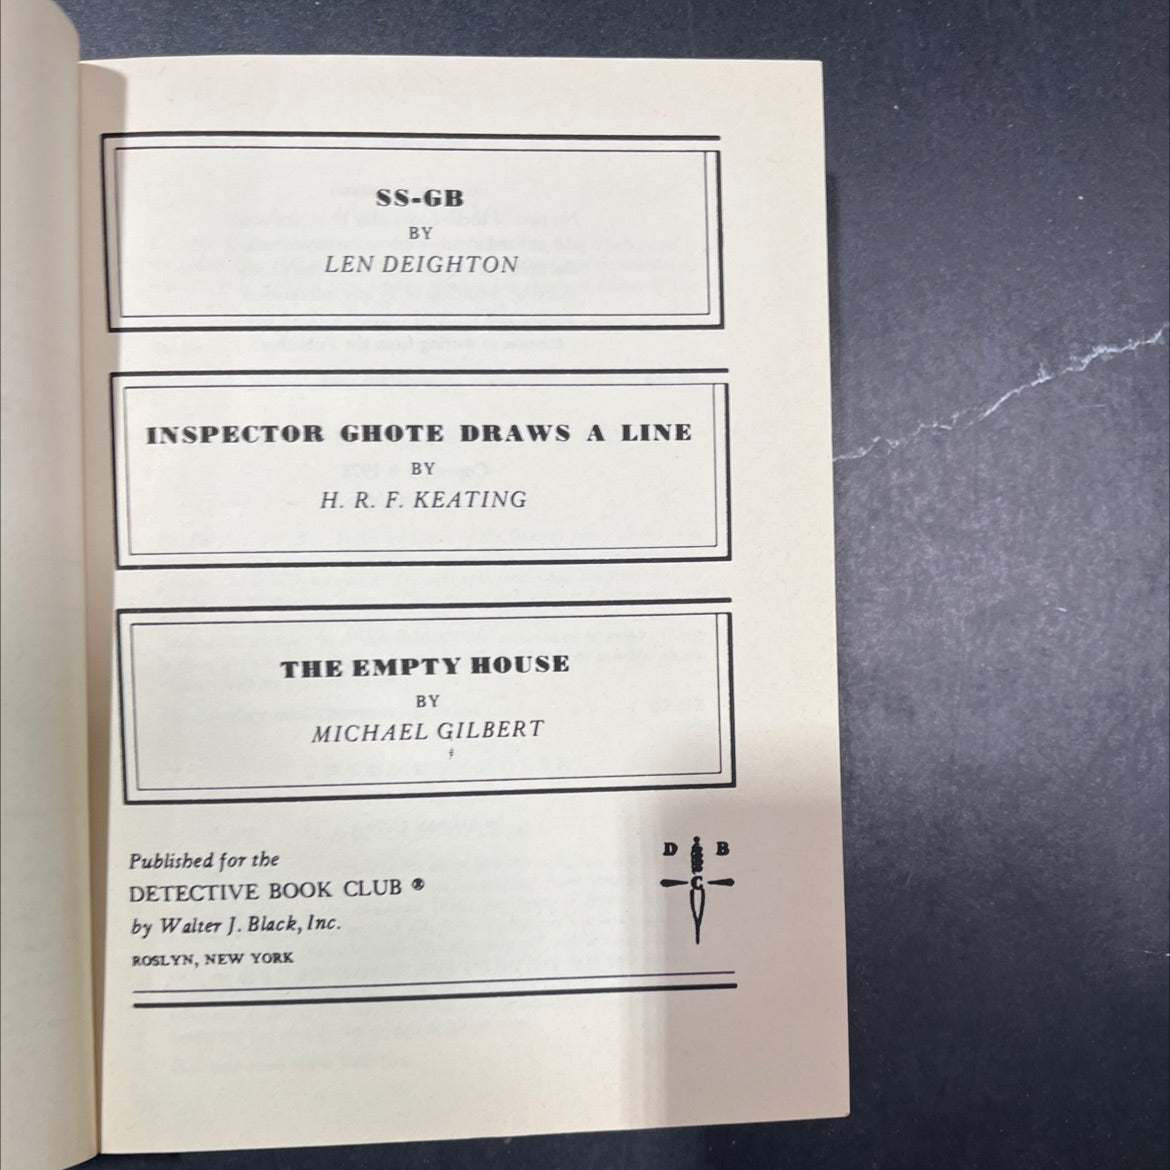 SS-GB
BY
LEN DEIGHTON
INSPECTOR GHOTE DRAWS A LINE
BY
H. R. F. KEATING
THE EMPTY HOUSE
BY
MICHAEL GILBERT
Published for the
DETECTIVE BOOK CLUB ®
by Walter J. Black, Inc.
ROSLYN, NEW YORK
D B
C